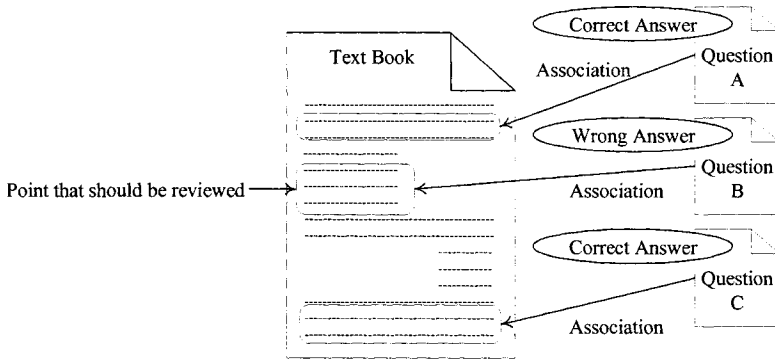 Correct Answer
Text Book
Association
Question
A
Wrong Answer
Point that should be reviewed
Association
Question
B
Correct Answer
Question
C
Association